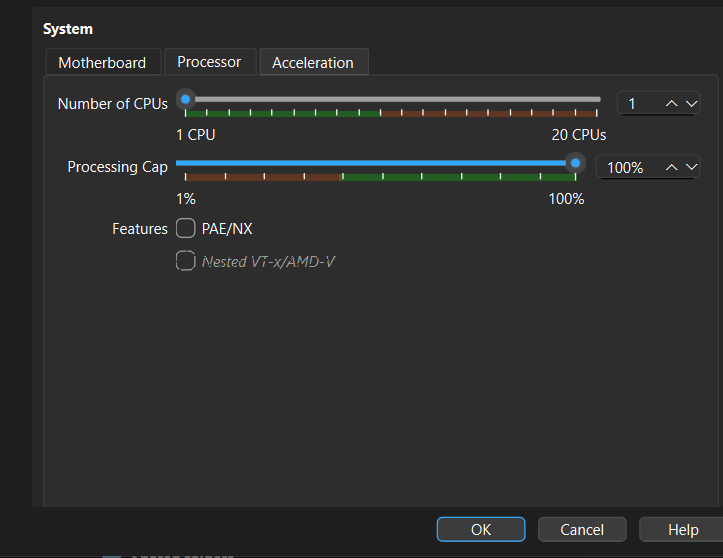 System
Motherboard Processor Acceleration
Number of CPUs 1
1 CPU 20 CPUs
Processing Cap 100%
1% 100%
Features PAE/NX
Nested VT-x/AMD-V
OK Cancel Help